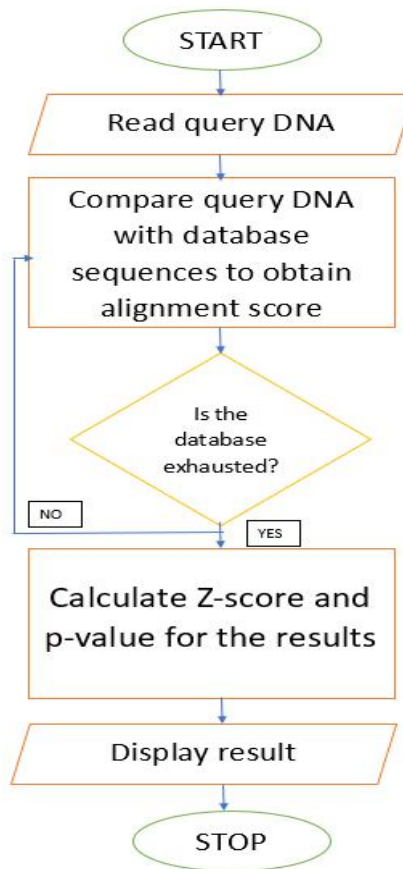 START
Read query DNA
Compare query DNA
with database
sequences to obtain
alignment score
Is the
database
exhausted?
NO
YES
Calculate Z-score and
p-value for the results
Display result
STOP